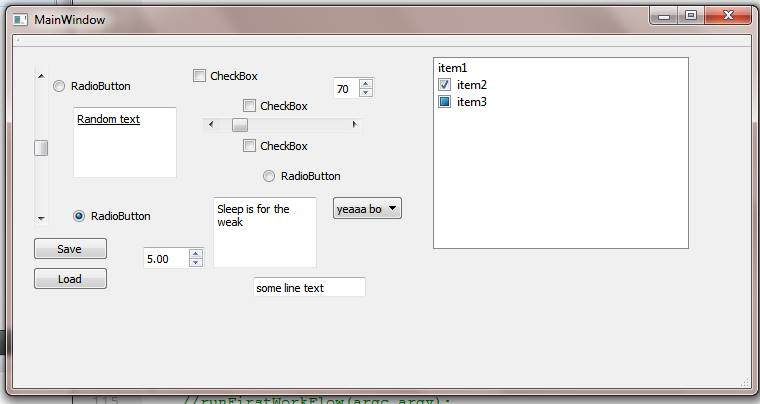 MainWindow
CheckBox
item1
RadioButton
70
item2
CheckBox
item3
Random text
CheckBox
RadioButton
Sleep is for the
weak
yeaaa bo
RadioButton
Save
5.00
Load
some line text
115 //runFirstWorkFlow(argc,argv);